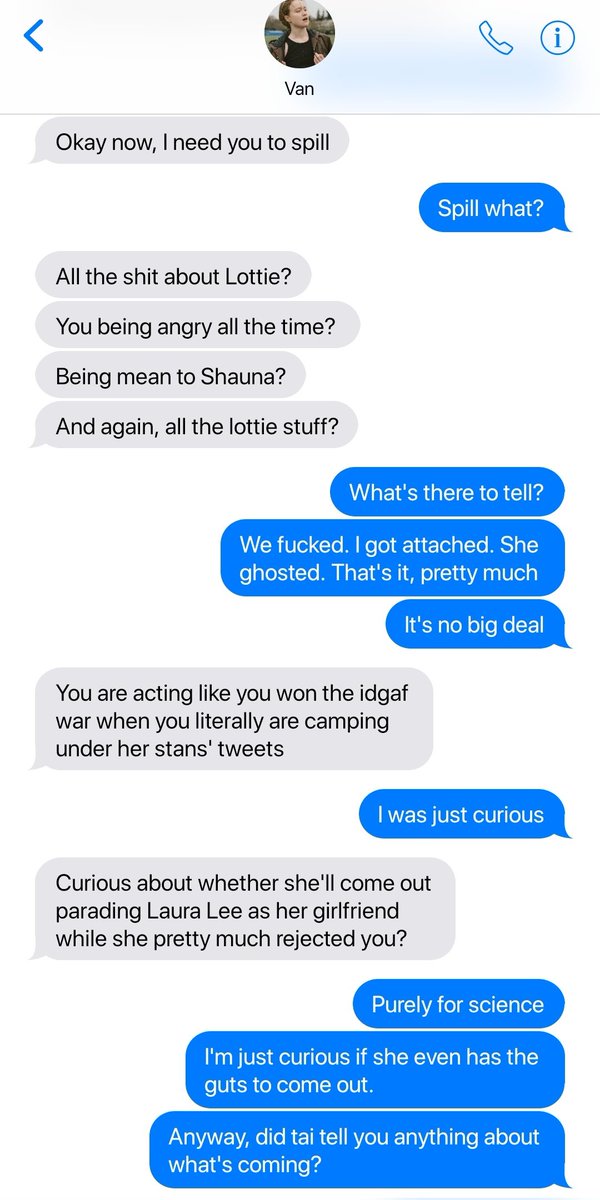 Van
Okay now, I need you to spill
Spill what?
All the shit about Lottie?
You being angry all the time?
Being mean to Shauna?
And again, all the lottie stuff?
What's there to tell?
We fucked. I got attached. She
ghosted. That's it, pretty much
It's no big deal
You are acting like you won the idgaf
war when you literally are camping
under her stans' tweets
I was just curious
Curious about whether she'll come out
parading Laura Lee as her girlfriend
while she pretty much rejected you?
Purely for science
I'm just curious if she even has the
guts to come out.
Anyway, did tai tell you anything about
what's coming?